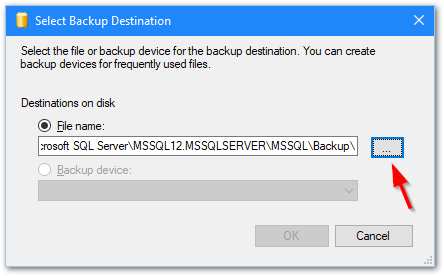 Select Backup Destination
Select the file or backup device for the backup destination. You can create
backup devices for frequently used files.
Destinations on disk
File name:
crosoft SQL Server\MSSQL12.MSSQLSERVER\MSSQL\Backup\
...
Backup device:
OK
Cancel